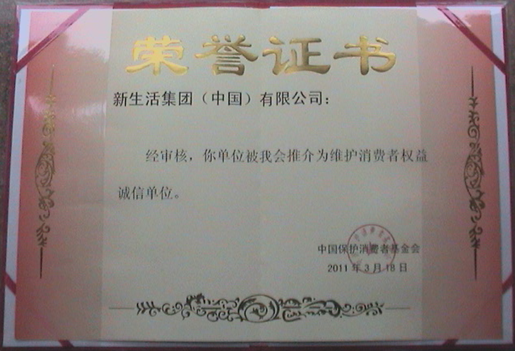 荣誉证书
新生活集团（中国）有限公司：
经审核，你单位被我会推介为维护消费者权益
诚信单位。
中国保护消费者基金会
2011年3月18日